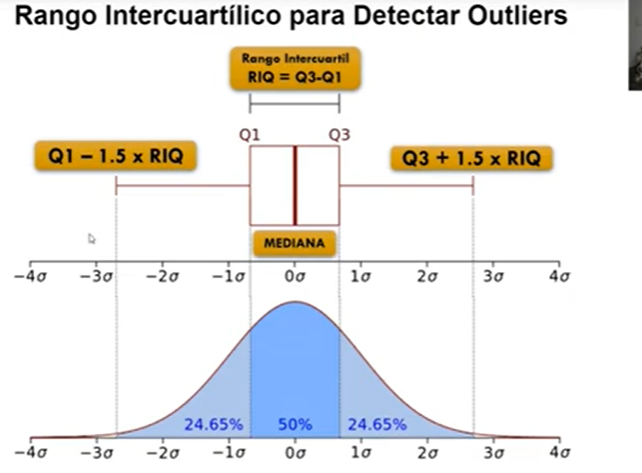 Rango Intercuartílico para Detectar Outliers
Rango Intercuartil
RIQ = Q3-Q1
Q1 Q3
Q1 – 1.5 x RIQ
Q3 + 1.5 x RIQ
MEDIANA
−4σ −3σ −2σ −1σ 0σ 1σ 2σ 3σ 4σ
24.65% 50% 24.65%
−4σ −3σ −2σ −1σ 0σ 1σ 2σ 3σ 4σ